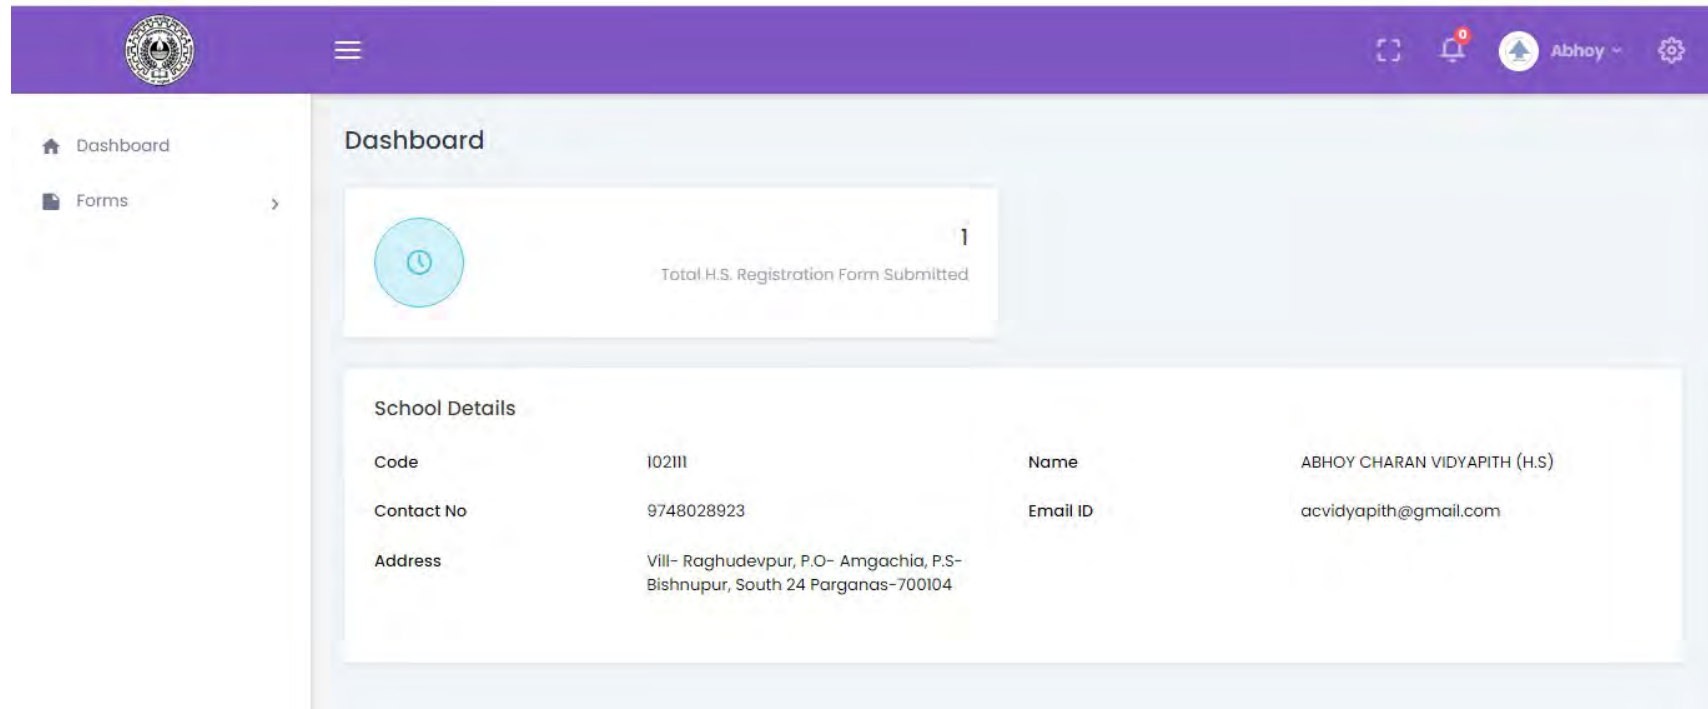 0
Abhoy
Dashboard
Forms
Dashboard
1
Total H.S. Registration Form Submitted
School Details
Code 102111 Name ABHOY CHARAN VIDYAPITH (H.S)
Contact No 9748028923 Email ID acvidyapith@gmail.com
Address Vill- Raghudevpur, P.O- Amgachia, P.S-
Bishnupur, South 24 Parganas-700104